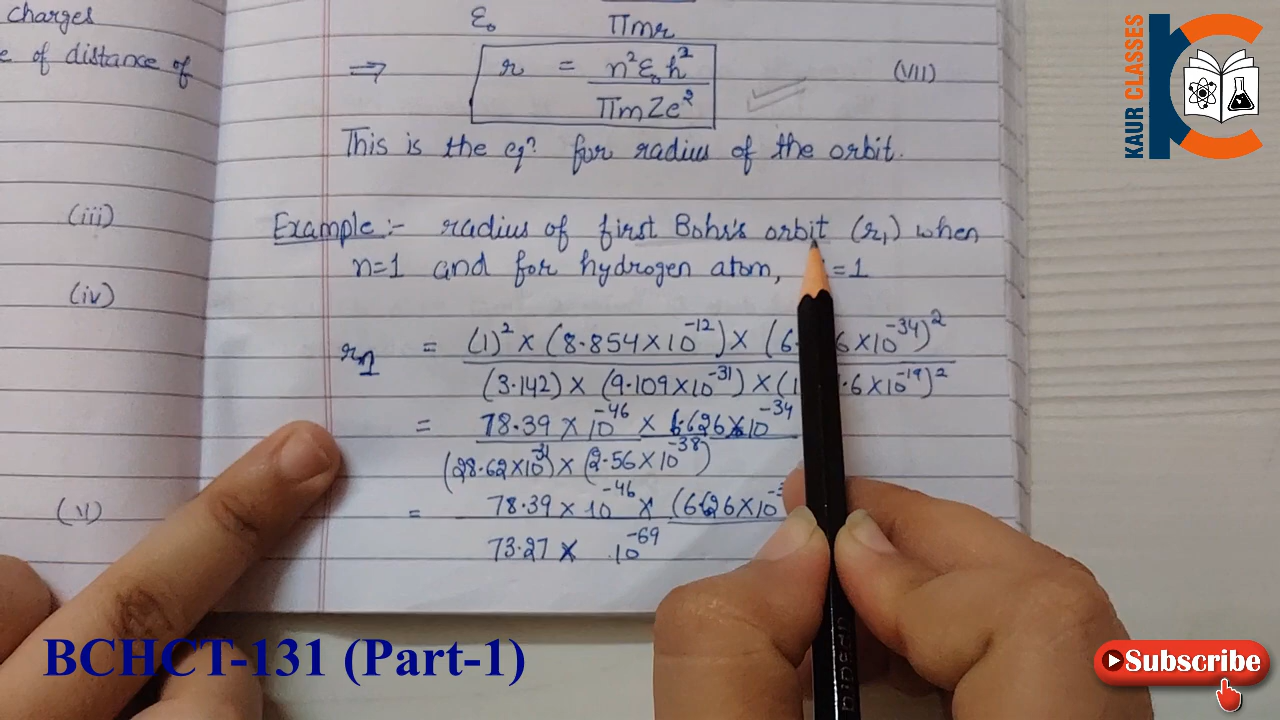 charges
e of distance of
(iii)
(iv)
(V)
ε₀ πmr
⇒ r = n²ε₀h² / πmZe² (VII)
This is the eqⁿ for radius of the orbit.
Example:- radius of first Bohr's orbit (r₁) when
n=1 and for hydrogen atom, =1
r₁ = (1)² × (8.854×10⁻¹²) × (6. 6×10⁻³⁴)²
(3.142) × (9.109×10⁻³¹) × (1 .6×10⁻¹⁹)²
= 78.39 × 10⁻⁴⁶ × 6.626×10⁻³⁴
(28.62×10⁻³¹) × (2.56×10⁻³⁸)
= 78.39 × 10⁻⁴⁶ × (6.626×10
73.27 × 10⁻⁶⁹
KAUR CLASSES
BCHCT-131 (Part-1)
Subscribe